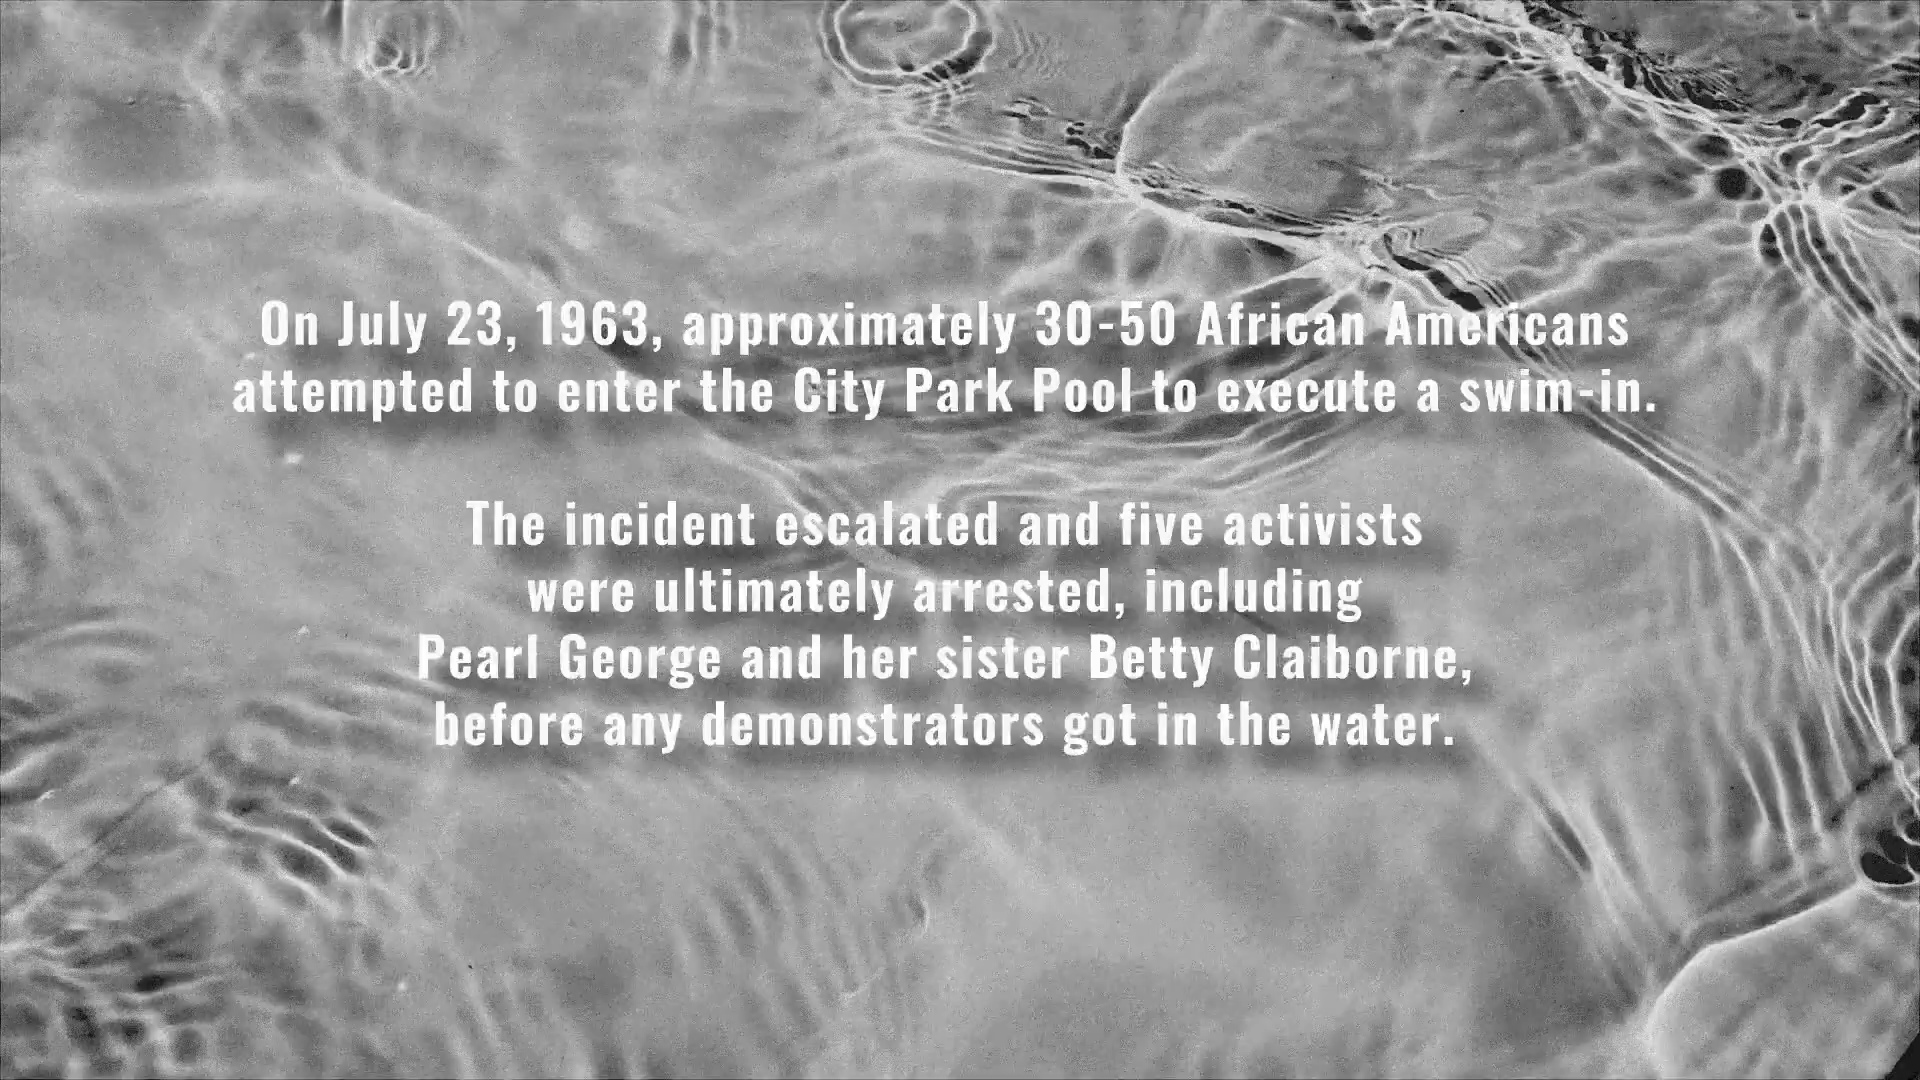 On July 23, 1963, approximately 30-50 African Americans
attempted to enter the City Park Pool to execute a swim-in.
The incident escalated and five activists
were ultimately arrested, including
Pearl George and her sister Betty Claiborne,
before any demonstrators got in the water.